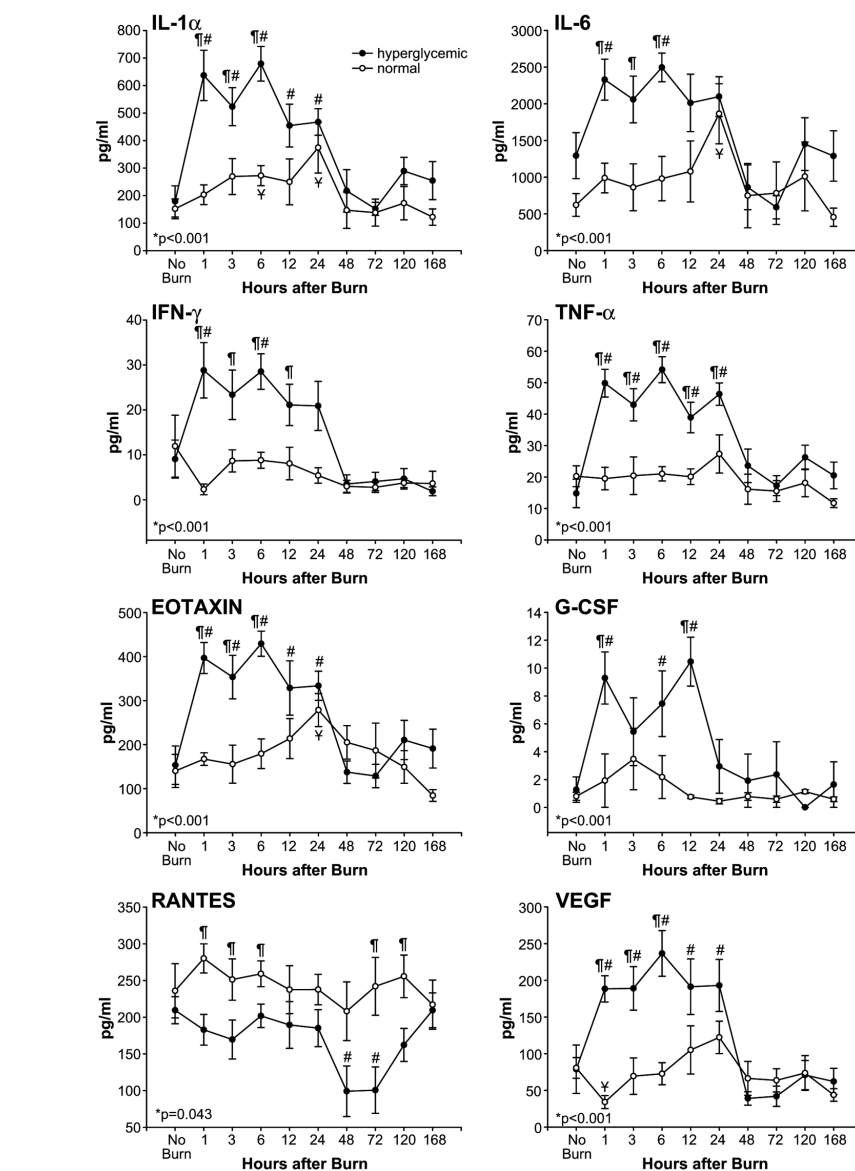 IL-1α
800
700
600
500
400
300
200
100
0
pg/ml
¶# ¶# ¶# # #
¥ ¥
hyperglycemic
normal
*p<0.001
No Burn 1 3 6 12 24 48 72 120 168
Hours after Burn
IL-6
3000
2500
2000
1500
1000
500
0
pg/ml
¶# ¶ ¶#
¥
*p<0.001
No Burn 1 3 6 12 24 48 72 120 168
Hours after Burn
IFN-γ
40
30
20
10
0
pg/ml
¶# ¶ ¶# ¶
*p<0.001
No Burn 1 3 6 12 24 48 72 120 168
Hours after Burn
TNF-α
70
60
50
40
30
20
10
0
pg/ml
¶# ¶# ¶# ¶# ¶#
*p<0.001
No Burn 1 3 6 12 24 48 72 120 168
Hours after Burn
EOTAXIN
500
400
300
200
100
0
pg/ml
¶# ¶# ¶# # #
¥
*p<0.001
No Burn 1 3 6 12 24 48 72 120 168
Hours after Burn
G-CSF
14
12
10
8
6
4
2
0
pg/ml
¶# # ¶#
*p<0.001
No Burn 1 3 6 12 24 48 72 120 168
Hours after Burn
RANTES
350
300
250
200
150
100
50
pg/ml
¶ ¶ ¶ ¶ ¶
# #
*p=0.043
No Burn 1 3 6 12 24 48 72 120 168
Hours after Burn
VEGF
300
250
200
150
100
50
0
pg/ml
¶# ¶# ¶# # #
¥
*p<0.001
No Burn 1 3 6 12 24 48 72 120 168
Hours after Burn